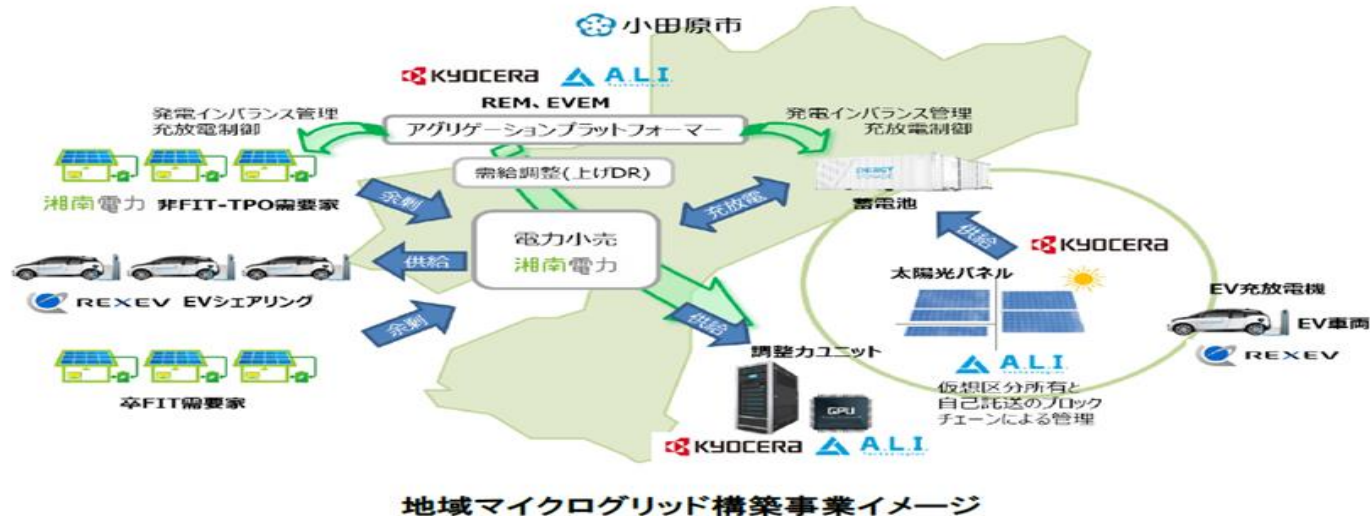 小田原市
KYOCERA A.L.I. Technologies
REM、EVEM
発電インバランス管理
充放電制御
アグリゲーションプラットフォーマー
発電インバランス管理
充放電制御
需給調整(上げDR)
湘南電力 非FIT-TPO需要家
余剰
充放電
蓄電池
電力小売
湘南電力
供給
供給
KYOCERA
太陽光パネル
REXEV EVシェアリング
EV充放電機
EV車両
REXEV
余剰
供給
調整力ユニット
卒FIT需要家
GPU
A.L.I. Technologies
仮想区分所有と
自己託送のブロック
チェーンによる管理
KYOCERA A.L.I. Technologies
地域マイクログリッド構築事業イメージ